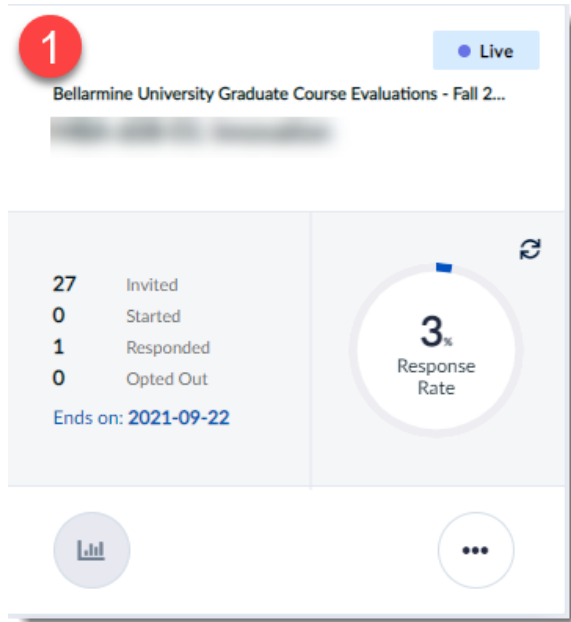 1
Live
Bellarmine University Graduate Course Evaluations - Fall 2...
27 Invited
0 Started
1 Responded
0 Opted Out
Ends on: 2021-09-22
3%
Response
Rate